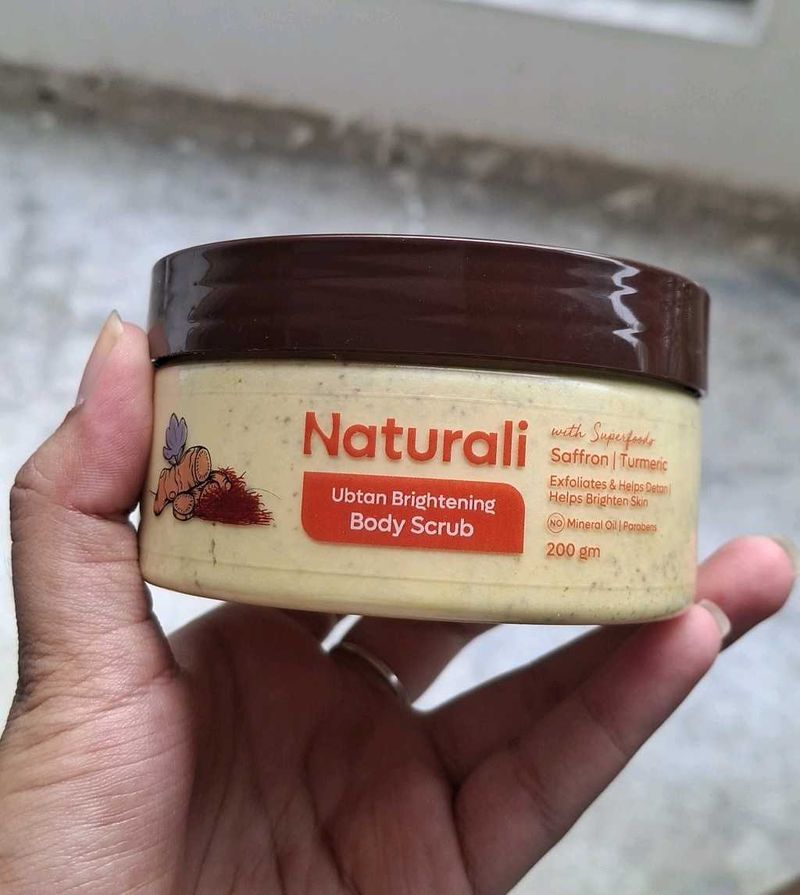 Naturali
Ubtan Brightening
Body Scrub
with Superfoods
Saffron | Turmeric
Exfoliates & Helps Detan
Helps Brighten Skin
NO Mineral Oil | Parabens
200 gm